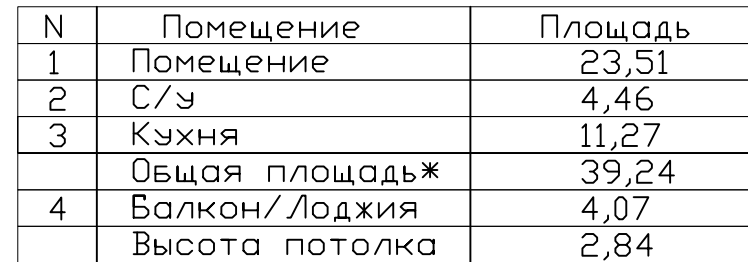 N Помещение Площадь
1 Помещение 23,51
2 С/у 4,46
3 Кухня 11,27
Общая площадь* 39,24
4 Балкон/Лоджия 4,07
Высота потолка 2,84